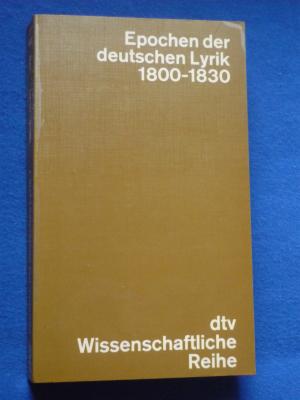 Epochen der
deutschen Lyrik
1800-1830
dtv
Wissenschaftliche
Reihe